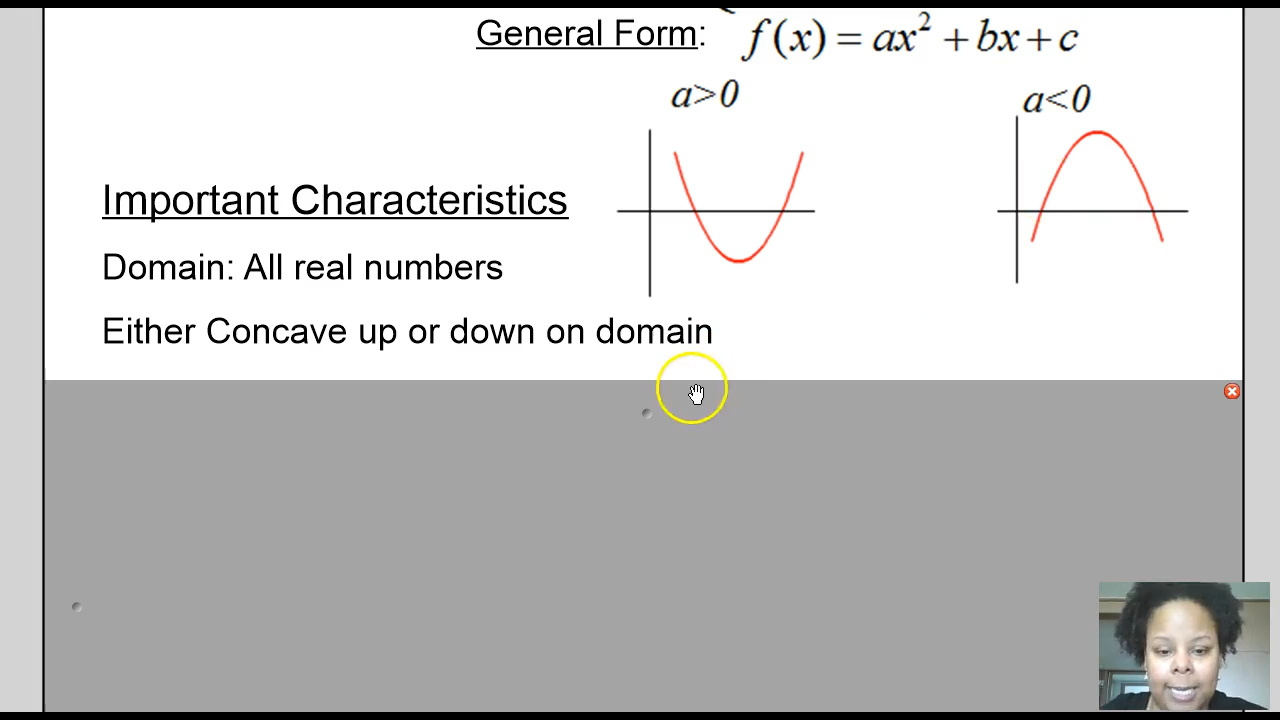 General Form: f(x) = ax² + bx + c
a>0
a<0
Important Characteristics
Domain: All real numbers
Either Concave up or down on domain